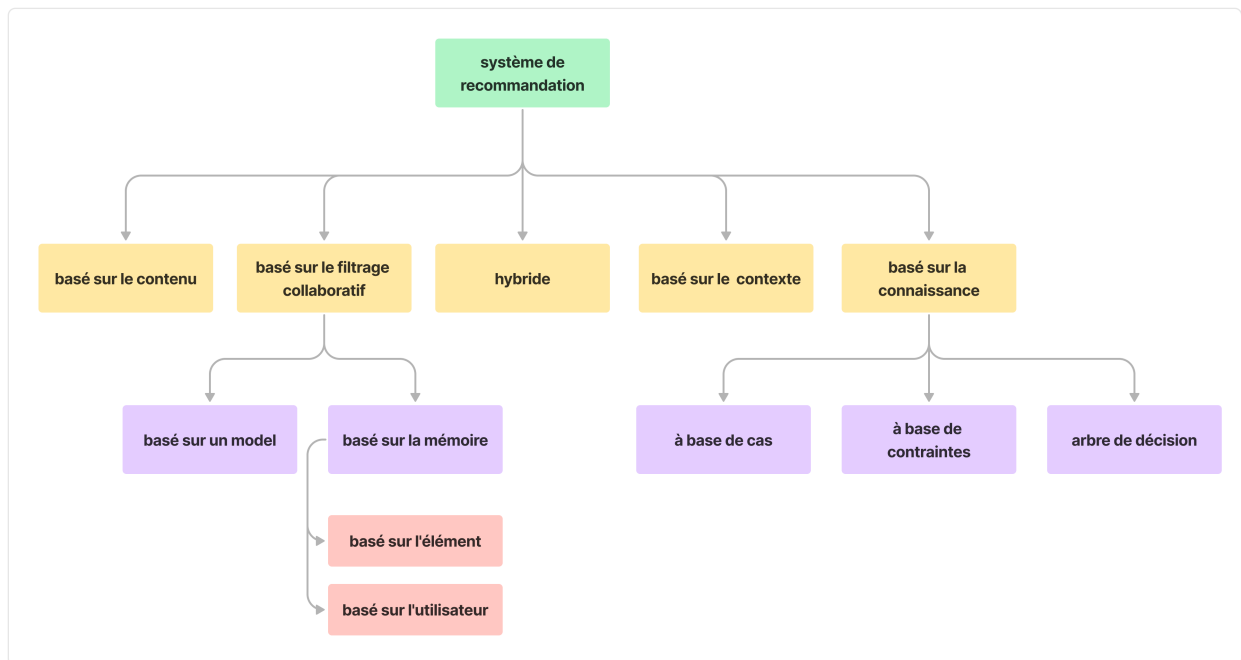 système de
recommandation
basé sur le contenu
basé sur le filtrage
collaboratif
hybride
basé sur le  contexte
basé sur la
connaissance
basé sur un model
basé sur la mémoire
à base de cas
à base de
contraintes
arbre de décision
basé sur l'élément
basé sur l'utilisateur